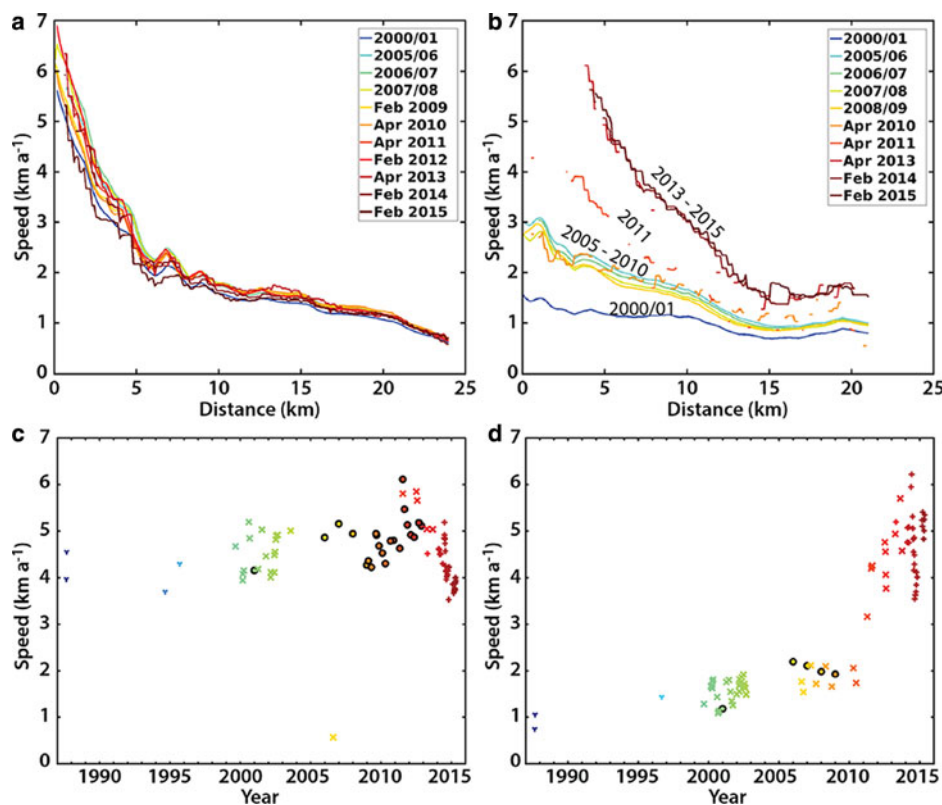 a
7
6
5
4
3
2
1
0
Speed (km a⁻¹)
0 5 10 15 20 25
Distance (km)
2000/01
2005/06
2006/07
2007/08
Feb 2009
Apr 2010
Apr 2011
Feb 2012
Apr 2013
Feb 2014
Feb 2015
b
7
6
5
4
3
2
1
0
Speed (km a⁻¹)
0 5 10 15 20 25
Distance (km)
2000/01
2005/06
2006/07
2007/08
2008/09
Apr 2010
Apr 2011
Apr 2013
Feb 2014
Feb 2015
2013 - 2015
2011
2005 - 2010
2000/01
c
7
6
5
4
3
2
1
0
Speed (km a⁻¹)
1990 1995 2000 2005 2010 2015
Year
d
7
6
5
4
3
2
1
0
Speed (km a⁻¹)
1990 1995 2000 2005 2010 2015
Year